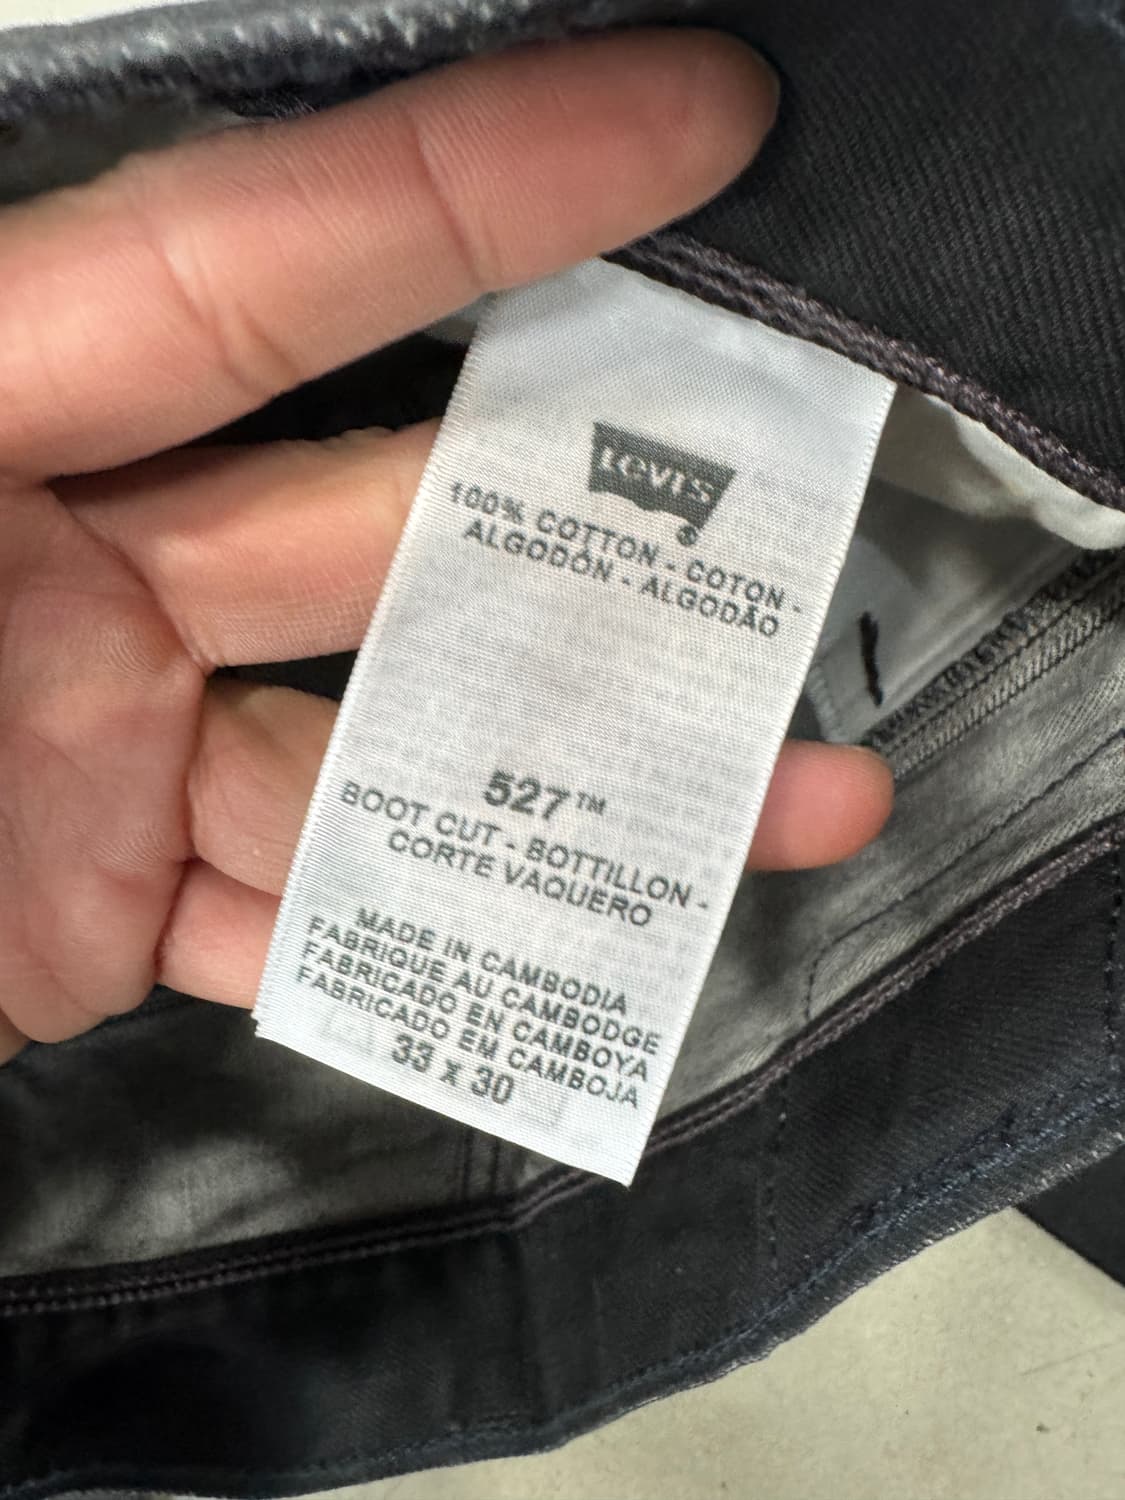 Levi's®
100% COTTON - COTON -
ALGODÓN - ALGODÃO
527™
BOOT CUT - BOTTILLON -
CORTE VAQUERO
MADE IN CAMBODIA
FABRIQUE AU CAMBODGE
FABRICADO EN CAMBOYA
FABRICADO EM CAMBOJA
33 x 30